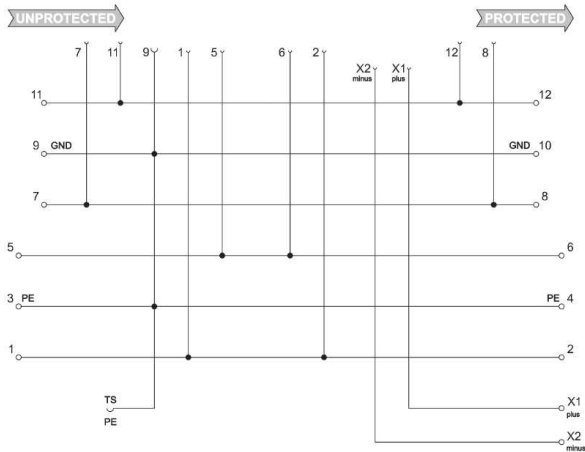 UNPROTECTED PROTECTED
7 11 9 1 5 6 2 12 8
X2 X1
minus plus
11 12
9 GND GND 10
7 8
5 6
3 PE PE 4
1 2
TS
PE
X1
plus
X2
minus